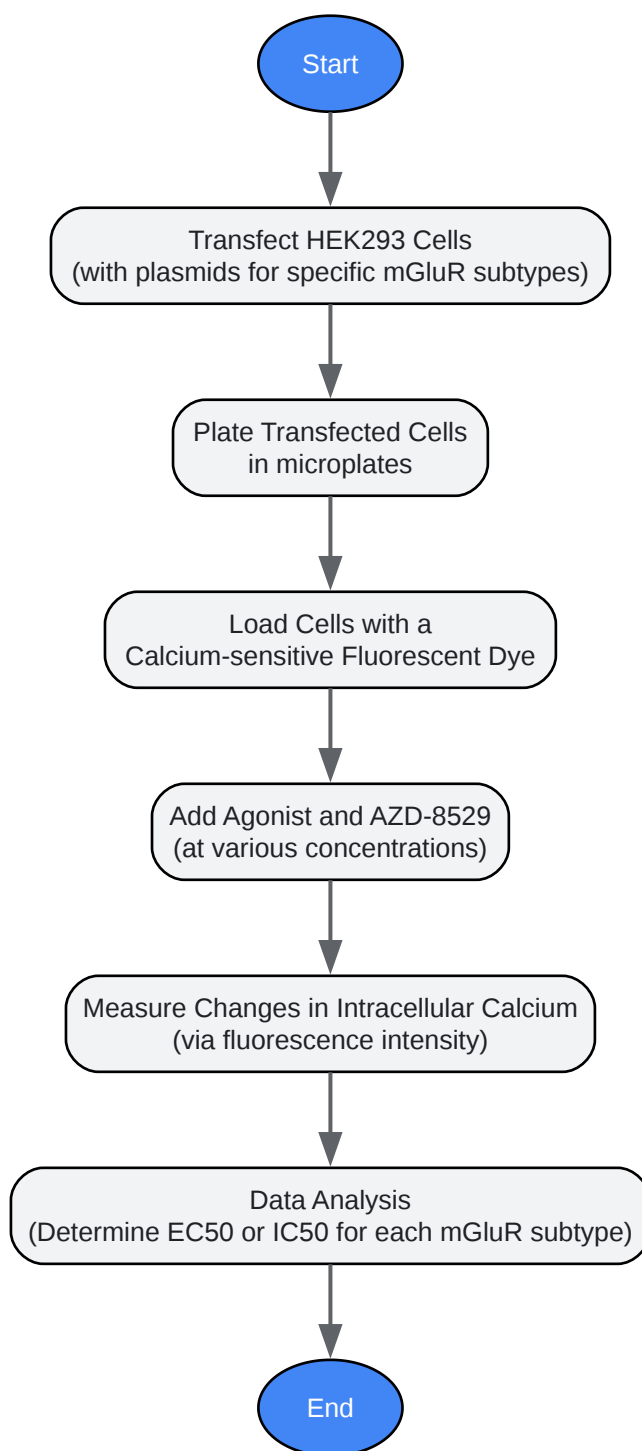 Start
Transfect HEK293 Cells
(with plasmids for specific mGluR subtypes)
Plate Transfected Cells
in microplates
Load Cells with a
Calcium-sensitive Fluorescent Dye
Add Agonist and AZD-8529
(at various concentrations)
Measure Changes in Intracellular Calcium
(via fluorescence intensity)
Data Analysis
(Determine EC50 or IC50 for each mGluR subtype)
End